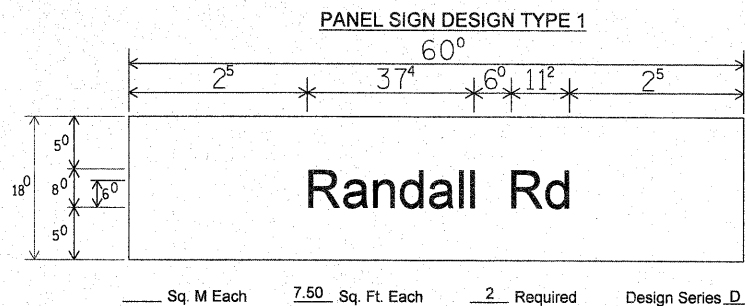 PANEL SIGN DESIGN TYPE 1
60⁰
2⁵ 37⁴ 6⁰ 11² 2⁵
5⁰
18⁰ 8⁰ 6⁰
5⁰
Randall Rd
____ Sq. M Each 7.50 Sq. Ft. Each 2 Required Design Series D